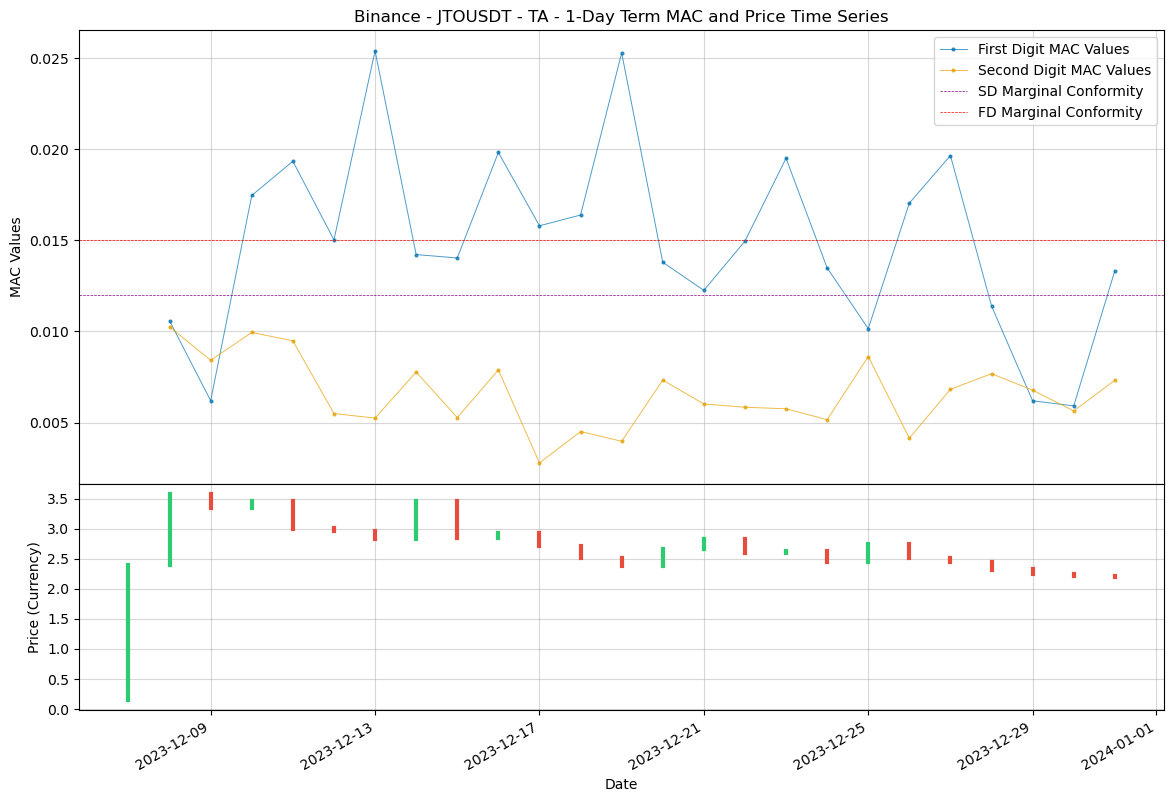 Binance - JTOUSDT - TA - 1-Day Term MAC and Price Time Series
First Digit MAC Values
Second Digit MAC Values
SD Marginal Conformity
FD Marginal Conformity
MAC Values
0.025
0.020
0.015
0.010
0.005
Price (Currency)
3.5
3.0
2.5
2.0
1.5
1.0
0.5
0.0
2023-12-09
2023-12-13
2023-12-17
2023-12-21
2023-12-25
2023-12-29
2024-01-01
Date